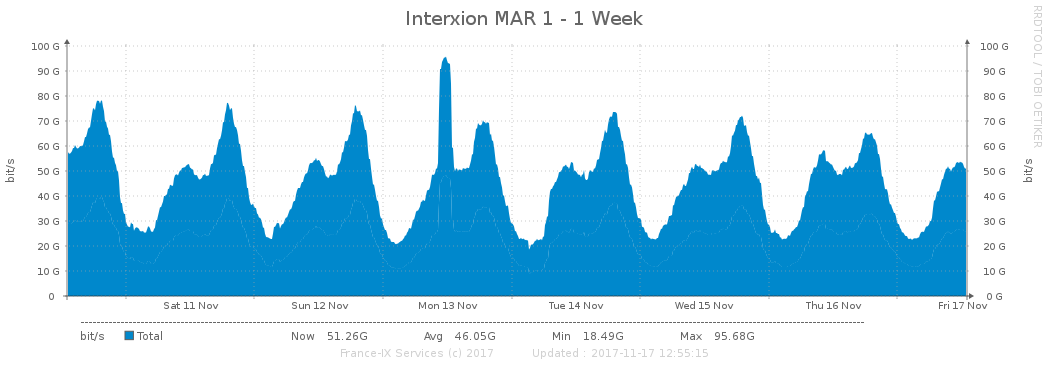 Interxion MAR 1 - 1 Week
RRDTOOL / TOBI OETIKER
bit/s
100 G
90 G
80 G
70 G
60 G
50 G
40 G
30 G
20 G
10 G
0
100 G
90 G
80 G
70 G
60 G
50 G
40 G
30 G
20 G
10 G
0 G
bit/s
Sat 11 Nov Sun 12 Nov Mon 13 Nov Tue 14 Nov Wed 15 Nov Thu 16 Nov Fri 17 Nov
bit/s Total Now 51.26G Avg 46.05G Min 18.49G Max 95.68G
France-IX Services (c) 2017 Updated : 2017-11-17 12:55:15